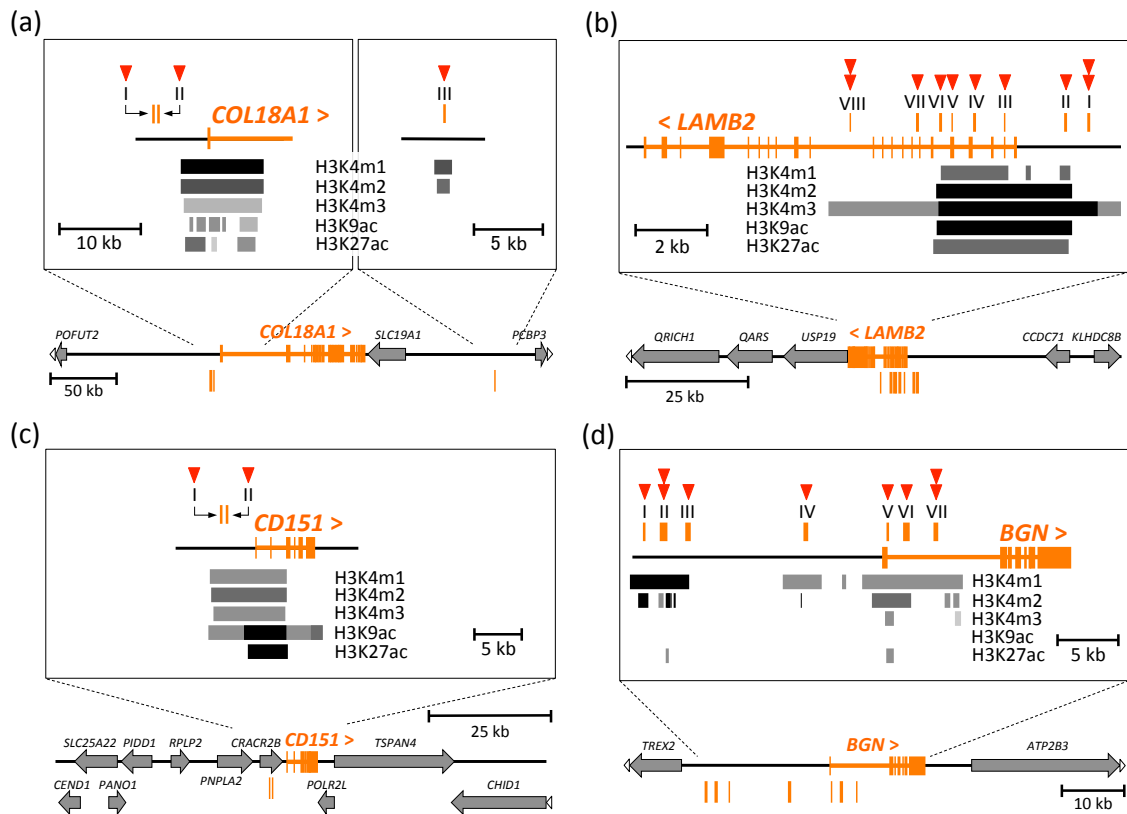 (a)
I II III
COL18A1 >
H3K4m1
H3K4m2
H3K4m3
H3K9ac
H3K27ac
10 kb
5 kb
POFUT2 COL18A1 > SLC19A1 PCBP3
50 kb
(b)
VIII VII VI V IV III II I
< LAMB2
H3K4m1
H3K4m2
H3K4m3
H3K9ac
H3K27ac
2 kb
QRICH1 QARS USP19 < LAMB2 CCDC71 KLHDC8B
25 kb
(c)
I II
CD151 >
H3K4m1
H3K4m2
H3K4m3
H3K9ac
H3K27ac
5 kb
25 kb
SLC25A22 PIDD1 RPLP2 CRACR2B CD151 > TSPAN4
PNPLA2
CEND1 PANO1 POLR2L CHID1
(d)
I II III IV V VI VII
BGN >
H3K4m1
H3K4m2
H3K4m3
H3K9ac
H3K27ac
5 kb
TREX2 BGN > ATP2B3
10 kb